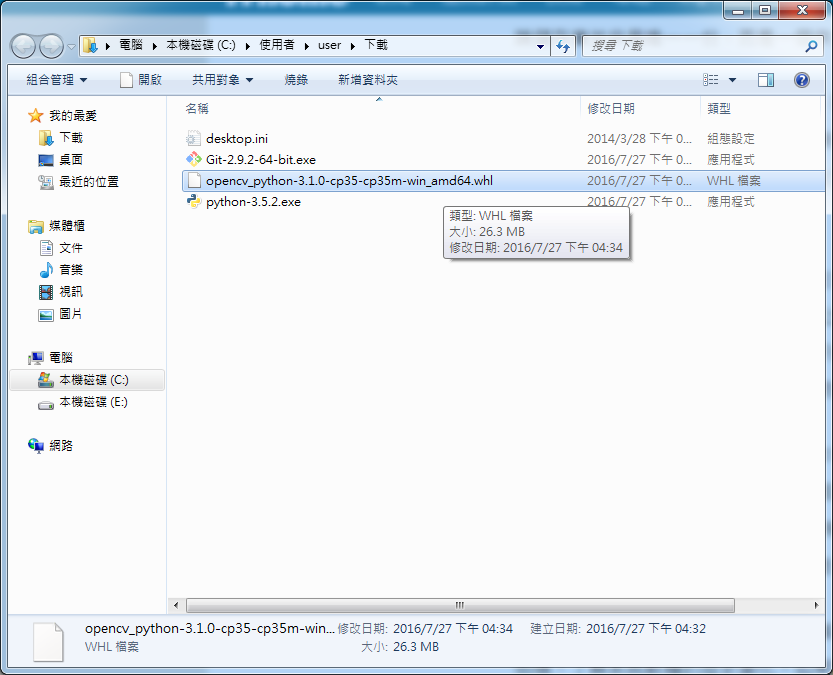 電腦 ▸ 本機磁碟 (C:) ▸ 使用者 ▸ user ▸ 下載
搜尋 下載
組合管理 開啟 共用對象 燒錄 新增資料夾
名稱 修改日期 類型
我的最愛
下載
桌面
最近的位置
媒體櫃
文件
音樂
視訊
圖片
電腦
本機磁碟 (C:)
本機磁碟 (E:)
網路
desktop.ini 2014/3/28 下午 0... 組態設定
Git-2.9.2-64-bit.exe 2016/7/27 下午 0... 應用程式
opencv_python-3.1.0-cp35-cp35m-win_amd64.whl 2016/7/27 下午 0... WHL 檔案
python-3.5.2.exe 2016/7/27 下午 0... 應用程式
類型: WHL 檔案
大小: 26.3 MB
修改日期: 2016/7/27 下午 04:34
opencv_python-3.1.0-cp35-cp35m-win... 修改日期: 2016/7/27 下午 04:34 建立日期: 2016/7/27 下午 04:32
WHL 檔案 大小: 26.3 MB